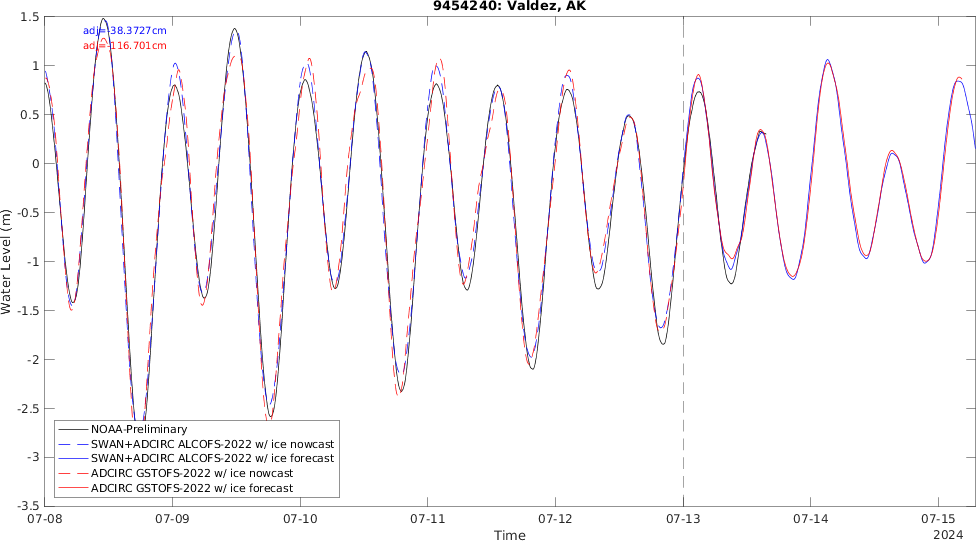 9454240: Valdez, AK
adj=-38.3727cm
adj=-116.701cm
Water Level (m)
1.5
1
0.5
0
-0.5
-1
-1.5
-2
-2.5
-3
-3.5
NOAA-Preliminary
SWAN+ADCIRC ALCOFS-2022 w/ ice nowcast
SWAN+ADCIRC ALCOFS-2022 w/ ice forecast
ADCIRC GSTOFS-2022 w/ ice nowcast
ADCIRC GSTOFS-2022 w/ ice forecast
07-08 07-09 07-10 07-11 07-12 07-13 07-14 07-15
Time
2024